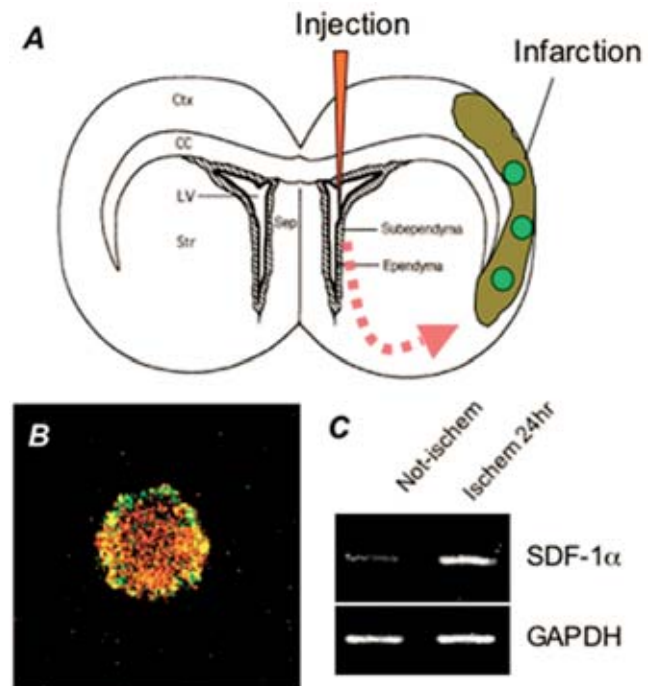 A
Injection
Infarction
Ctx
CC
LV
Sep
Str
Subependyma
Ependyma
B
C
Not-ischem
Ischem 24hr
SDF-1α
GAPDH